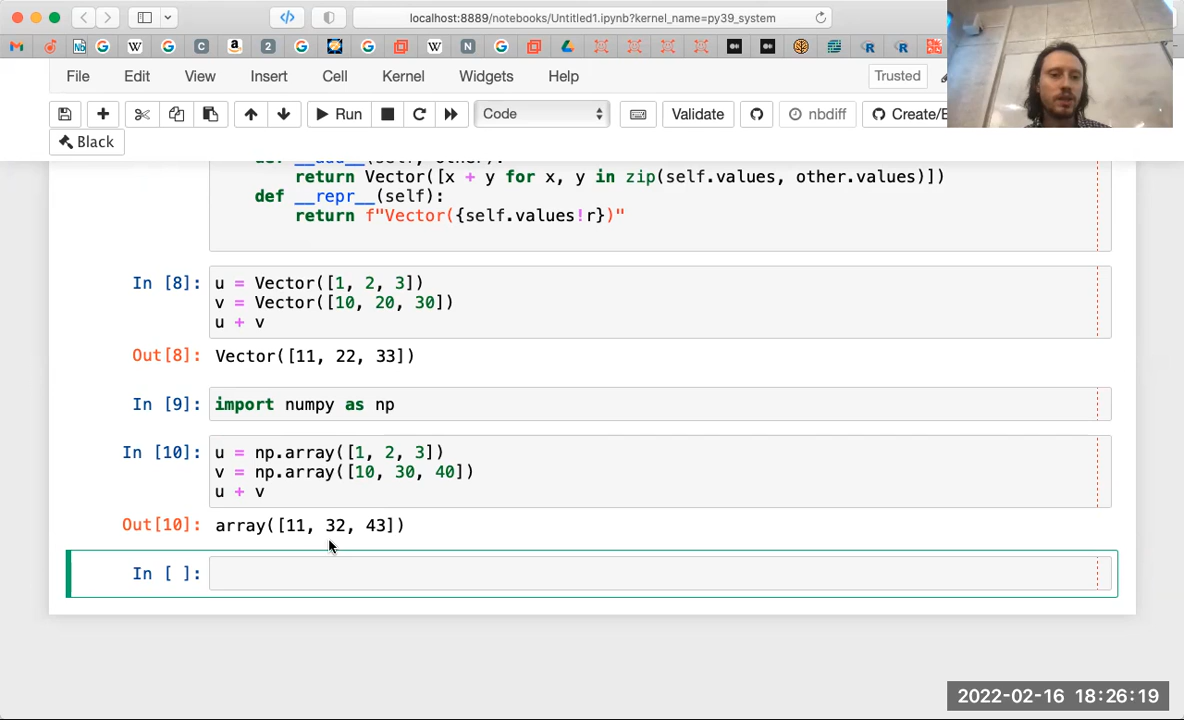 localhost:8889/notebooks/Untitled1.ipynb?kernel_name=py39_system
File Edit View Insert Cell Kernel Widgets Help Trusted
Run Code Validate nbdiff Create/E
Black
return Vector([x + y for x, y in zip(self.values, other.values)])
def __repr__(self):
return f"Vector({self.values!r})"
In [8]: u = Vector([1, 2, 3])
v = Vector([10, 20, 30])
u + v
Out[8]: Vector([11, 22, 33])
In [9]: import numpy as np
In [10]: u = np.array([1, 2, 3])
v = np.array([10, 30, 40])
u + v
Out[10]: array([11, 32, 43])
In [ ]:
2022-02-16 18:26:19